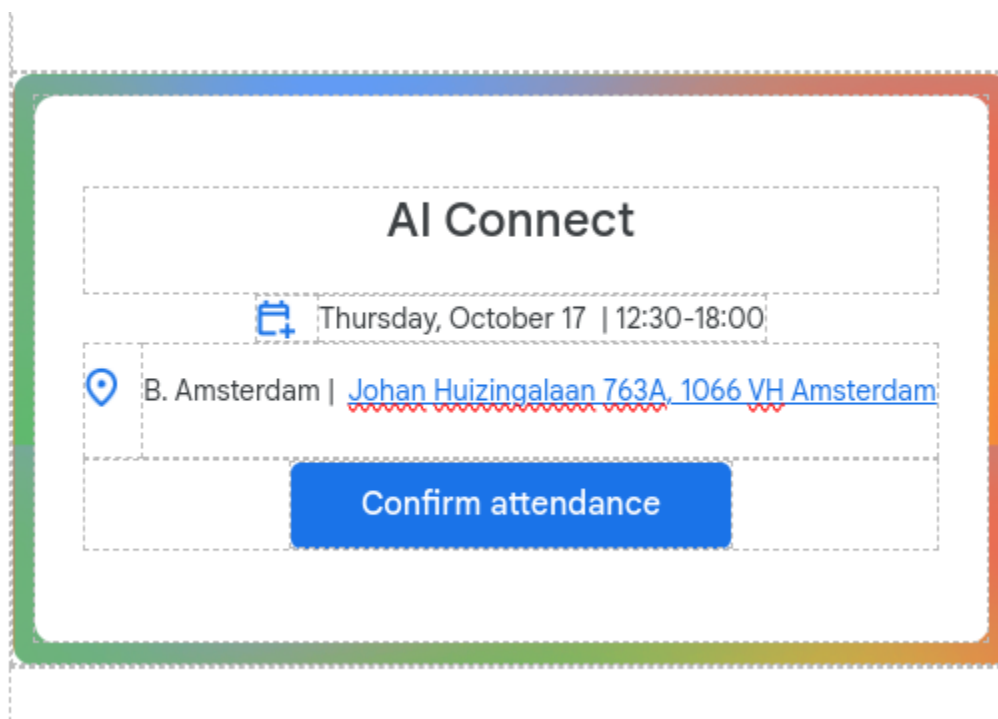 AI Connect
Thursday, October 17 | 12:30-18:00
B. Amsterdam | Johan Huizingalaan 763A, 1066 VH Amsterdam
Confirm attendance